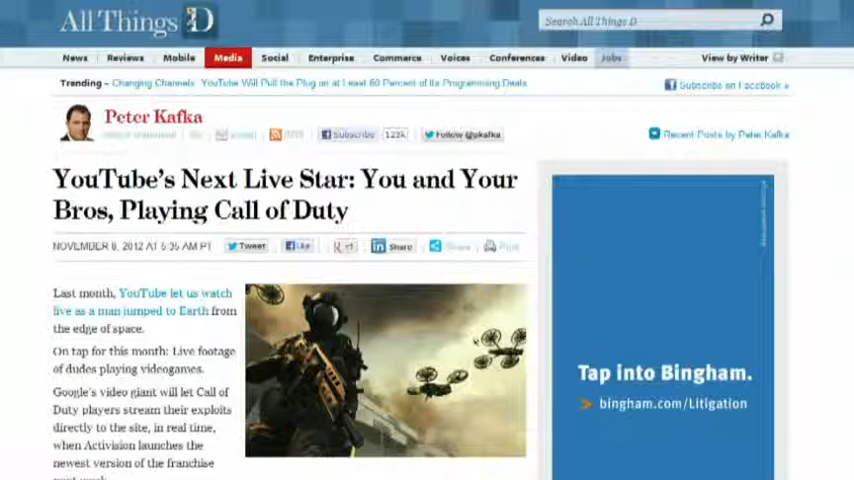 All Things D
Search All Things D
News Reviews Mobile Media Social Enterprise Commerce Voices Conferences Video Jobs View by Writer
Trending – Changing Channels: YouTube Will Pull the Plug on at Least 60 Percent of Its Programming Deals
Subscribe on Facebook »
Peter Kafka
RSS Subscribe 123k Follow @pkafka
Recent Posts by Peter Kafka
YouTube's Next Live Star: You and Your
Bros, Playing Call of Duty
NOVEMBER 8, 2012 AT 5:35 AM PT Tweet Like +1 Share Share Print
Last month, YouTube let us watch
live as a man jumped to Earth from
the edge of space.
On tap for this month: Live footage
of dudes playing videogames.
Google's video giant will let Call of
Duty players stream their exploits
directly to the site, in real time,
when Activision launches the
newest version of the franchise
Tap into Bingham.
bingham.com/Litigation